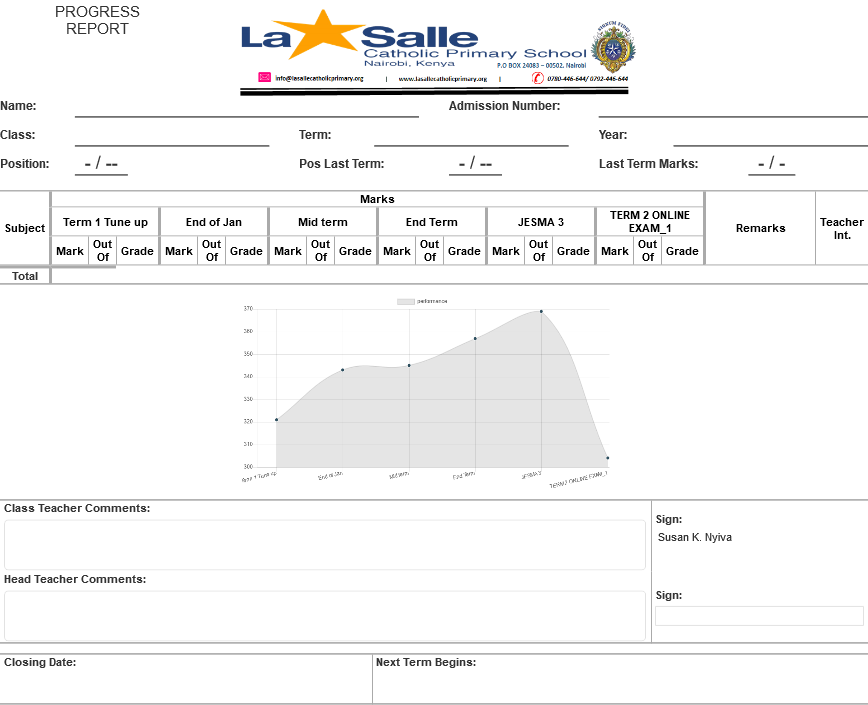 PROGRESS
REPORT
La Salle
Catholic Primary School
Nairobi, Kenya
P.O BOX 24083 – 00502, Nairobi
info@lasallecatholicprimary.org | www.lasallecatholicprimary.org | 0780-446-644/ 0792-446-644
Name: Admission Number:
Class: Term: Year:
Position: - / -- Pos Last Term: - / -- Last Term Marks: - / -
Marks
Subject Term 1 Tune up End of Jan Mid term End Term JESMA 3 TERM 2 ONLINE EXAM_1 Remarks Teacher Int.
Mark Out Of Grade Mark Out Of Grade Mark Out Of Grade Mark Out Of Grade Mark Out Of Grade Mark Out Of Grade
Total
performance
370
360
350
340
330
320
310
300
Term 1 Tune up End of Jan Mid term End Term JESMA 3 TERM 2 ONLINE EXAM_1
Class Teacher Comments:
Sign:
Susan K. Nyiva
Head Teacher Comments:
Sign:
Closing Date: Next Term Begins: